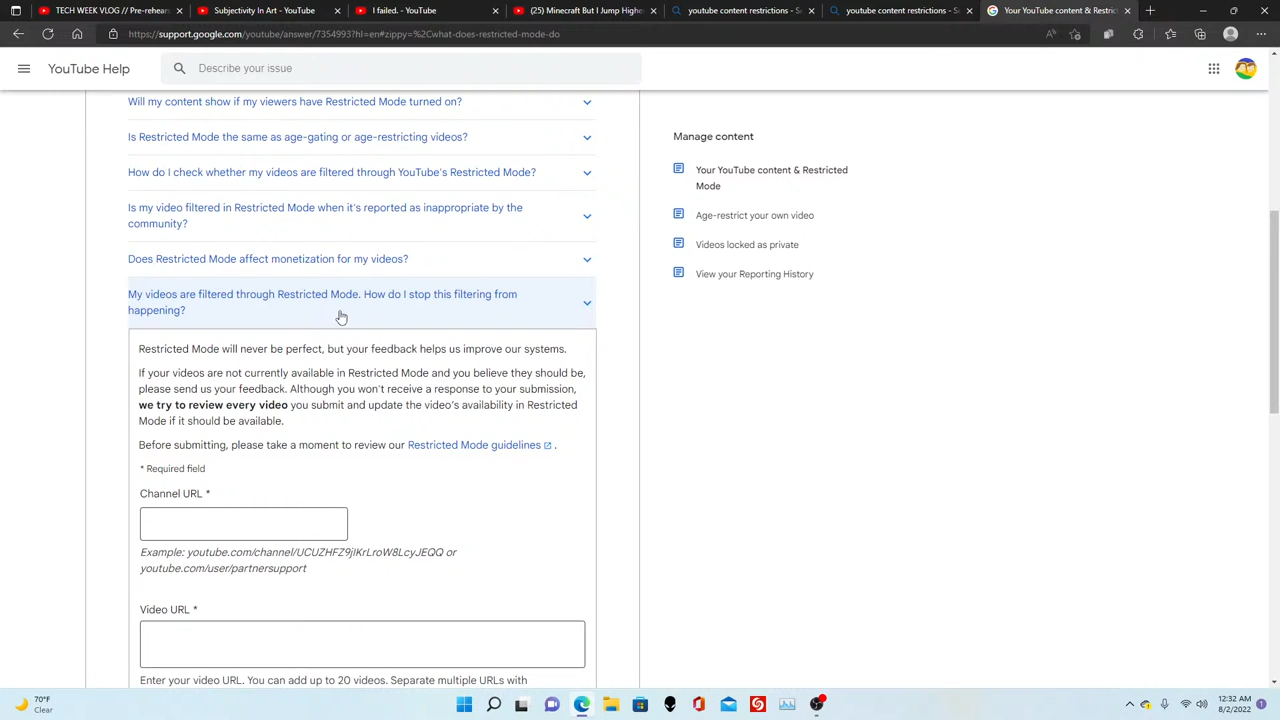 TECH WEEK VLOG // Pre-rehear
Subjectivity In Art - YouTube
I failed. - YouTube
(25) Minecraft But I Jump Highe
youtube content restrictions - Se
youtube content restrictions - Se
Your YouTube content & Restric
https://support.google.com/youtube/answer/7354993?hl=en#zippy=%2Cwhat-does-restricted-mode-do
YouTube Help
Describe your issue
Will my content show if my viewers have Restricted Mode turned on?
Is Restricted Mode the same as age-gating or age-restricting videos?
How do I check whether my videos are filtered through YouTube's Restricted Mode?
Is my video filtered in Restricted Mode when it's reported as inappropriate by the
community?
Does Restricted Mode affect monetization for my videos?
My videos are filtered through Restricted Mode. How do I stop this filtering from
happening?
Restricted Mode will never be perfect, but your feedback helps us improve our systems.
If your videos are not currently available in Restricted Mode and you believe they should be,
please send us your feedback. Although you won't receive a response to your submission,
we try to review every video you submit and update the video's availability in Restricted
Mode if it should be available.
Before submitting, please take a moment to review our Restricted Mode guidelines .
* Required field
Channel URL *
Example: youtube.com/channel/UCUZHFZ9jIKrLroW8LcyJEQQ or
youtube.com/user/partnersupport
Video URL *
Enter your video URL. You can add up to 20 videos. Separate multiple URLs with
Manage content
Your YouTube content & Restricted
Mode
Age-restrict your own video
Videos locked as private
View your Reporting History
70°F
Clear
12:32 AM
8/2/2022